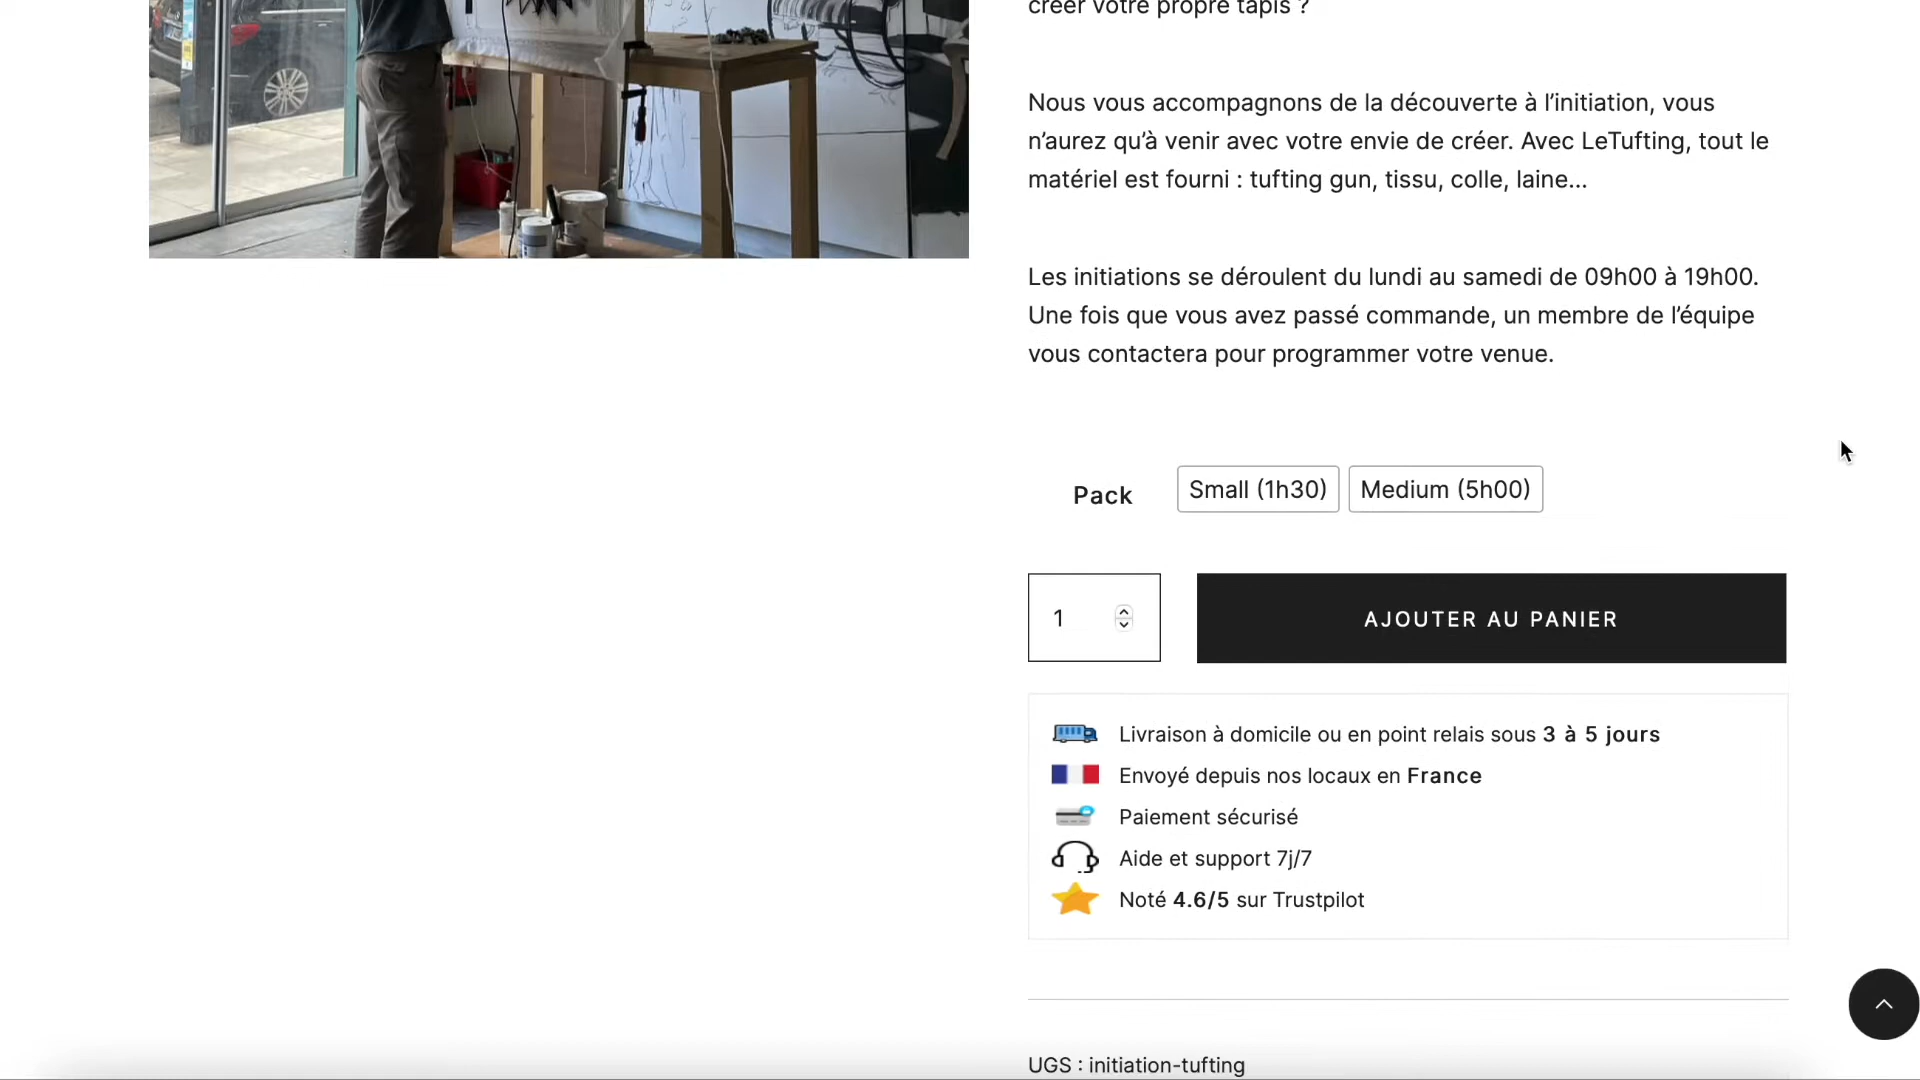 créer votre propre tapis ?
Nous vous accompagnons de la découverte à l’initiation, vous
n’aurez qu’à venir avec votre envie de créer. Avec LeTufting, tout le
matériel est fourni : tufting gun, tissu, colle, laine…
Les initiations se déroulent du lundi au samedi de 09h00 à 19h00.
Une fois que vous avez passé commande, un membre de l’équipe
vous contactera pour programmer votre venue.
Pack
Small (1h30)
Medium (5h00)
1
AJOUTER AU PANIER
Livraison à domicile ou en point relais sous 3 à 5 jours
Envoyé depuis nos locaux en France
Paiement sécurisé
Aide et support 7j/7
Noté 4.6/5 sur Trustpilot
UGS : initiation-tufting